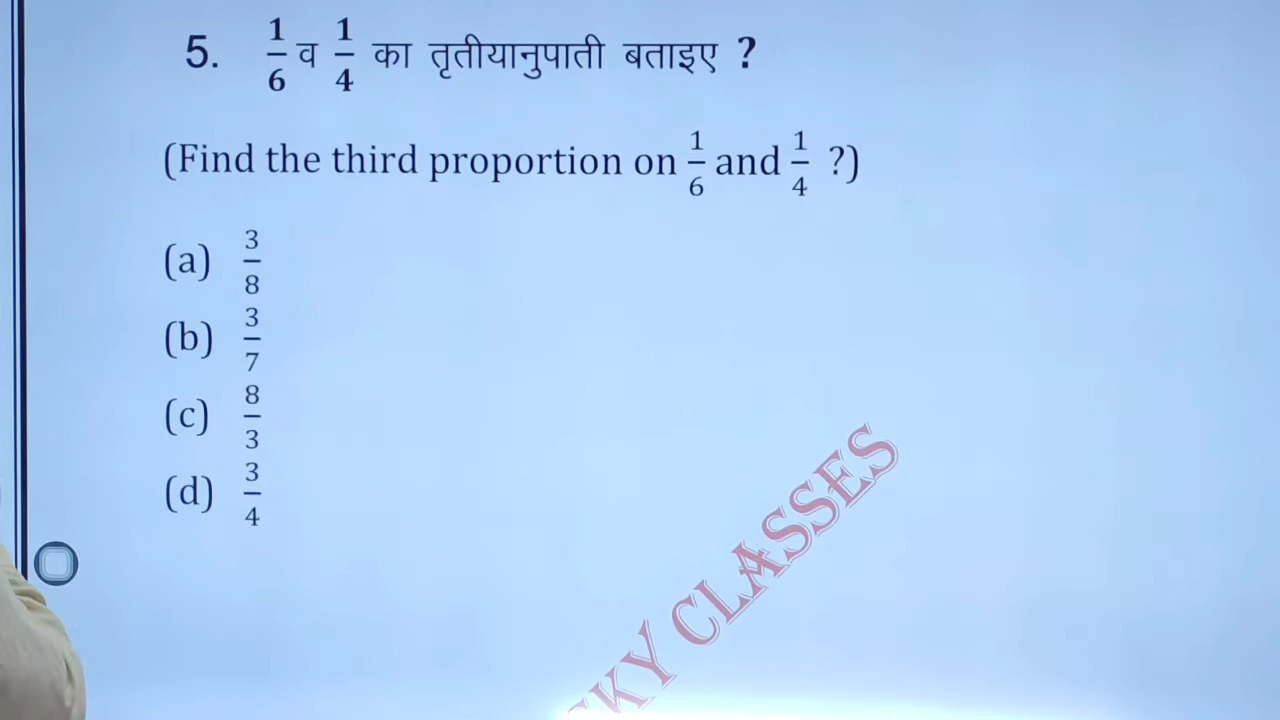 5. 1/6 व 1/4 का तृतीयानुपाती बताइए ?
(Find the third proportion on 1/6 and 1/4 ?)
(a) 3/8
(b) 3/7
(c) 8/3
(d) 3/4
KY CLASSES